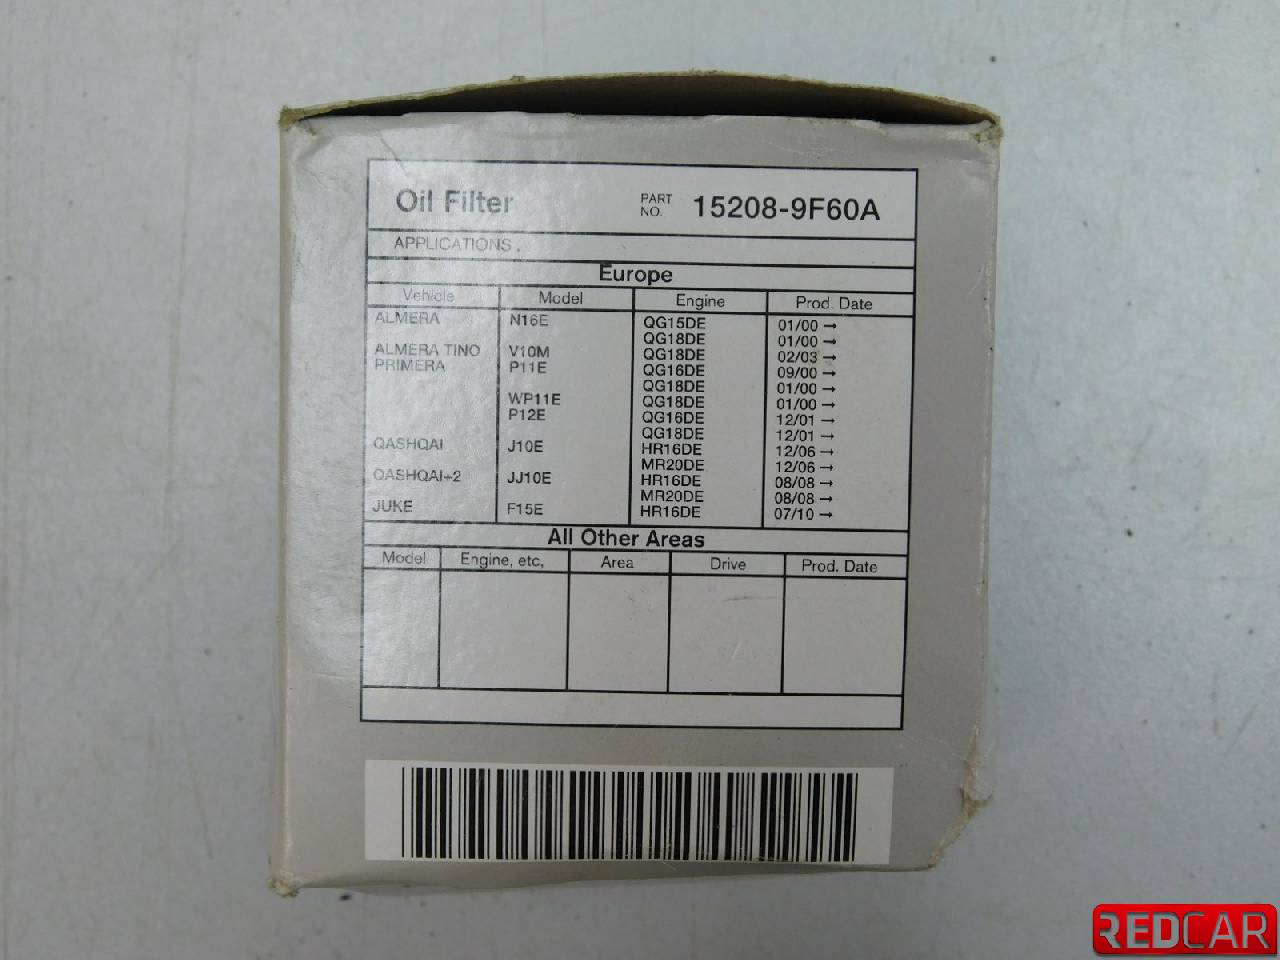 Oil Filter PART NO. 15208-9F60A
APPLICATIONS
Europe
Vehicle Model Engine Prod. Date
ALMERA N16E QG15DE 01/00 →
QG18DE 01/00 →
ALMERA TINO V10M QG18DE 02/03 →
PRIMERA P11E QG16DE 09/00 →
QG18DE 01/00 →
WP11E QG18DE 01/00 →
P12E QG16DE 12/01 →
QG18DE 12/01 →
QASHQAI J10E HR16DE 12/06 →
MR20DE 12/06 →
QASHQAI+2 JJ10E HR16DE 08/08 →
MR20DE 08/08 →
JUKE F15E HR16DE 07/10 →
All Other Areas
Model Engine, etc, Area Drive Prod. Date
REDCAR